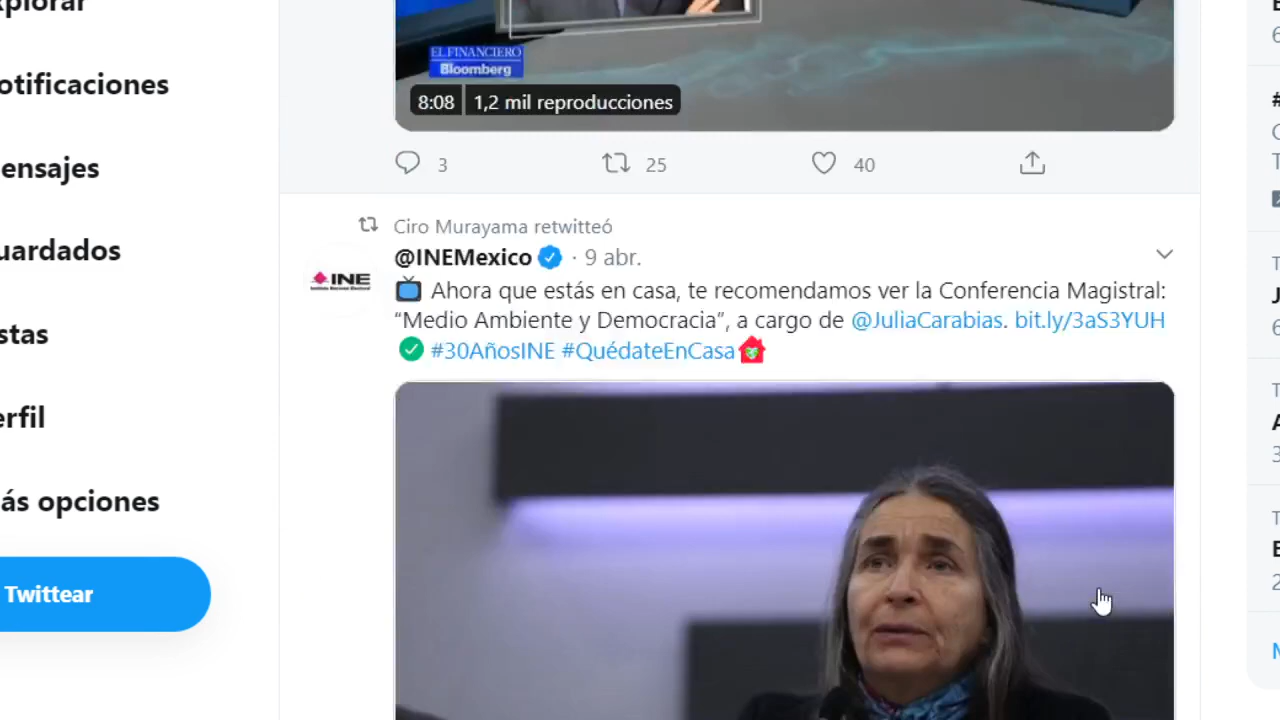 EL FINANCIERO
Bloomberg
otificaciones
8:08 1,2 mil reproducciones
ensajes
3 25 40
Ciro Murayama retwitteó
uardados
@INEMexico · 9 abr.
INE
Ahora que estás en casa, te recomendamos ver la Conferencia Magistral:
“Medio Ambiente y Democracia”, a cargo de @JuliaCarabias. bit.ly/3aS3YUH
#30AñosINE #QuédateEnCasa
stas
erfil
ás opciones
Twittear